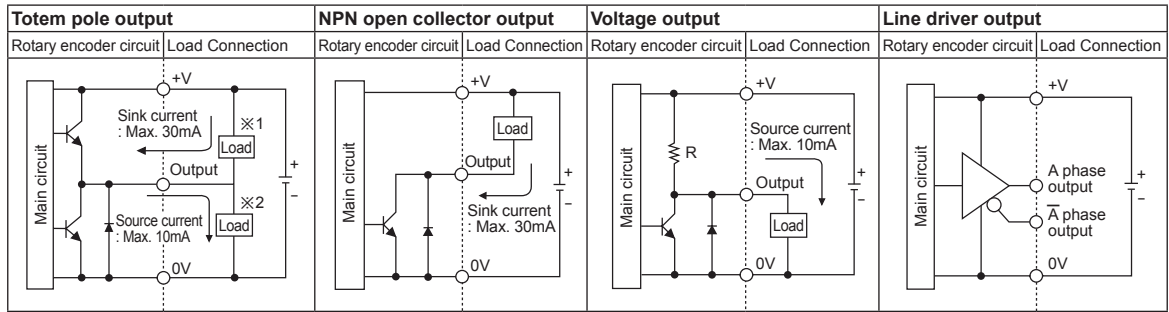 Totem pole output
Rotary encoder circuit Load Connection
Main circuit
+V
Sink current
: Max. 30mA
※1
Load
Output
Source current
: Max. 10mA
※2
Load
0V
+
−
NPN open collector output
Rotary encoder circuit Load Connection
Main circuit
+V
Load
Output
Sink current
: Max. 30mA
0V
+
−
Voltage output
Rotary encoder circuit Load Connection
Main circuit
+V
R
Source current
: Max. 10mA
Output
Load
0V
+
−
Line driver output
Rotary encoder circuit Load Connection
Main circuit
+V
A phase
output
A̅ phase
output
0V
+
−